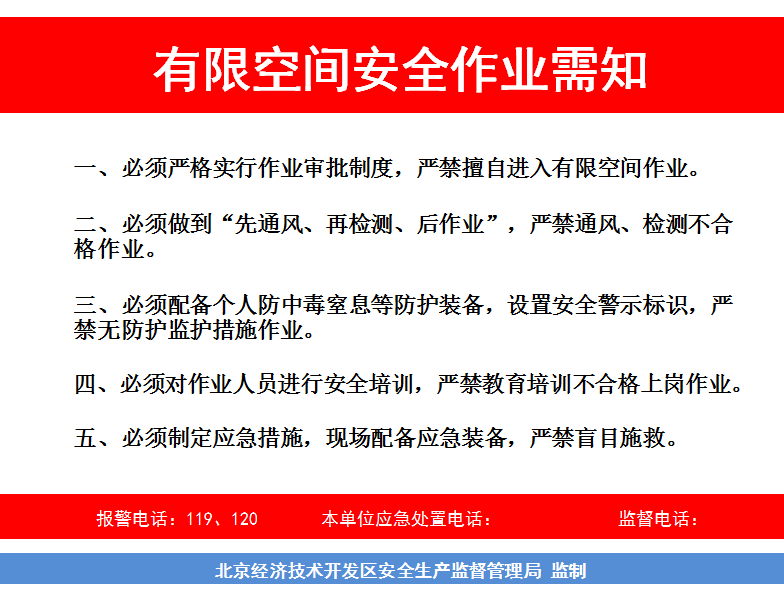 有限空间安全作业需知
一、必须严格实行作业审批制度，严禁擅自进入有限空间作业。
二、必须做到“先通风、再检测、后作业”，严禁通风、检测不合
格作业。
三、必须配备个人防中毒窒息等防护装备，设置安全警示标识，严
禁无防护监护措施作业。
四、必须对作业人员进行安全培训，严禁教育培训不合格上岗作业。
五、必须制定应急措施，现场配备应急装备，严禁盲目施救。
报警电话：119、120 本单位应急处置电话： 监督电话：
北京经济技术开发区安全生产监督管理局 监制